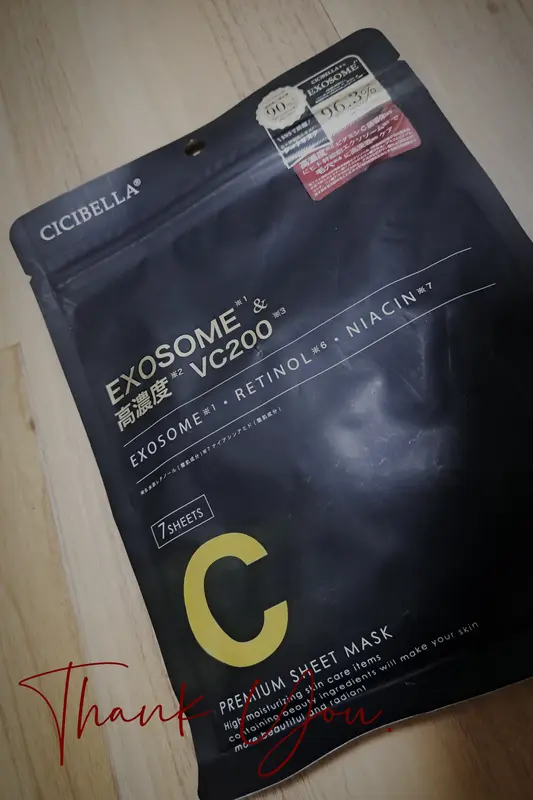 CICIBELLA®
CICIBELLA
EXOSOME
90%
96.3%
EXOSOME※1 &
高濃度※2 VC200※3
EXOSOME※1・RETINOL※6・NIACIN※7
7SHEETS
C
PREMIUM SHEET MASK
High moisturizing skin care items
containing beauty ingredients will make your skin
more beautiful and radiant
Thank You.